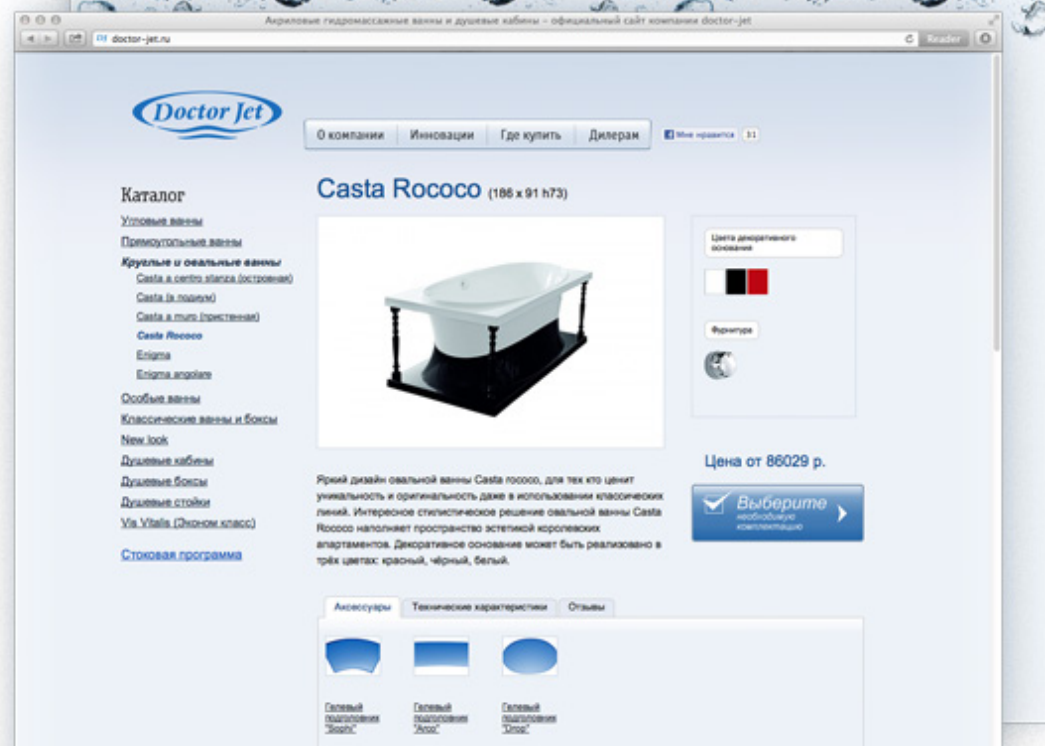 Акриловые гидромассажные ванны и душевые кабины – официальный сайт компании doctor-jet
doctor-jet.ru
Reader
Doctor Jet
О компании
Инновации
Где купить
Дилерам
Мне нравится
31
Каталог
Угловые ванны
Прямоугольные ванны
Круглые и овальные ванны
Casta a centro stanza (островная)
Casta (в подиум)
Casta a muro (пристенная)
Casta Rococo
Enigma
Enigma angolare
Особые ванны
Классические ванны и боксы
New look
Душевые кабины
Душевые боксы
Душевые стойки
Vis Vitalis (Эконом класс)
Стоковая программа
Casta Rococo (186 x 91 h73)
Цвета декоративного
основания
Фурнитура
Цена от 86029 р.
Выберите
необходимую
комплектацию
Яркий дизайн овальной ванны Casta rococo, для тех кто ценит
уникальность и оригинальность даже в использовании классических
линий. Интересное стилистическое решение овальной ванны Casta
Rococo наполняет пространство эстетикой королевских
апартаментов. Декоративное основание может быть реализовано в
трёх цветах: красный, чёрный, белый.
Аксессуары
Технические характеристики
Отзывы
Гелевый
подголовник
"Sophi"
Гелевый
подголовник
"Arco"
Гелевый
подголовник
"Drop"